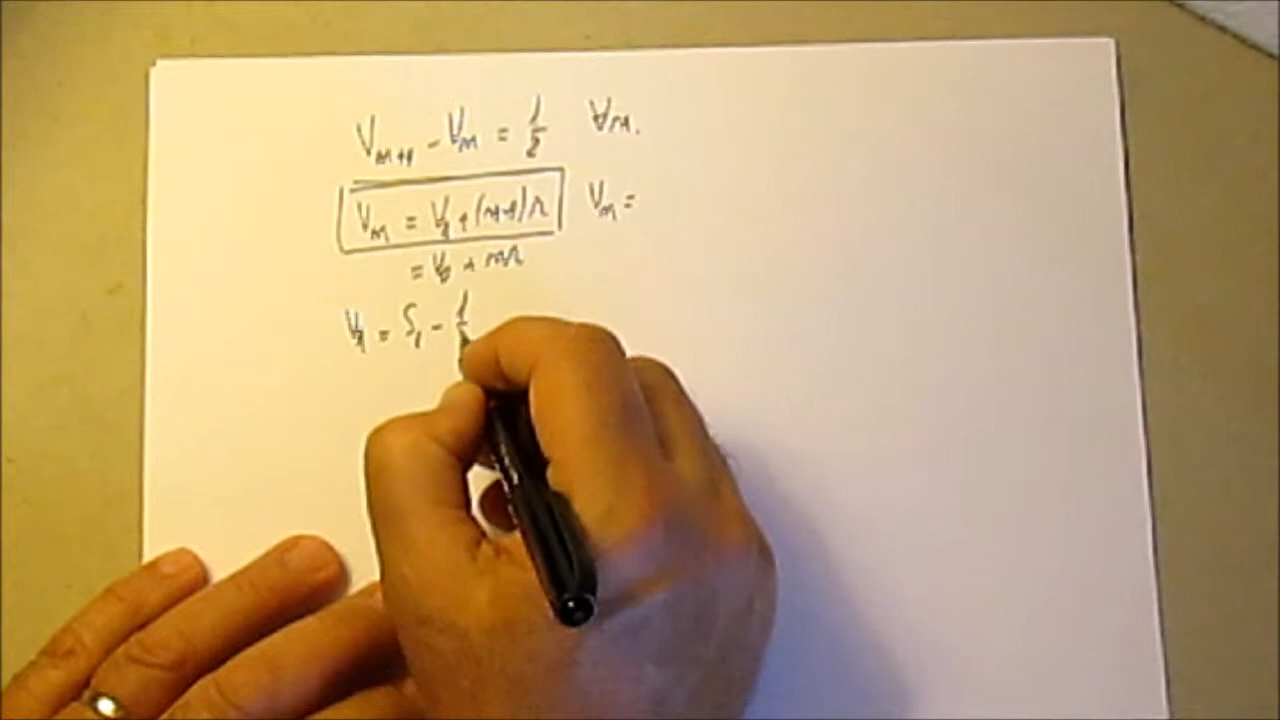 V_{n+1} - V_n = 1/2 ∀n.
V_n = V_1 + (n-1)r V_n =
= V_0 + nr
V_1 = S_1 - 1